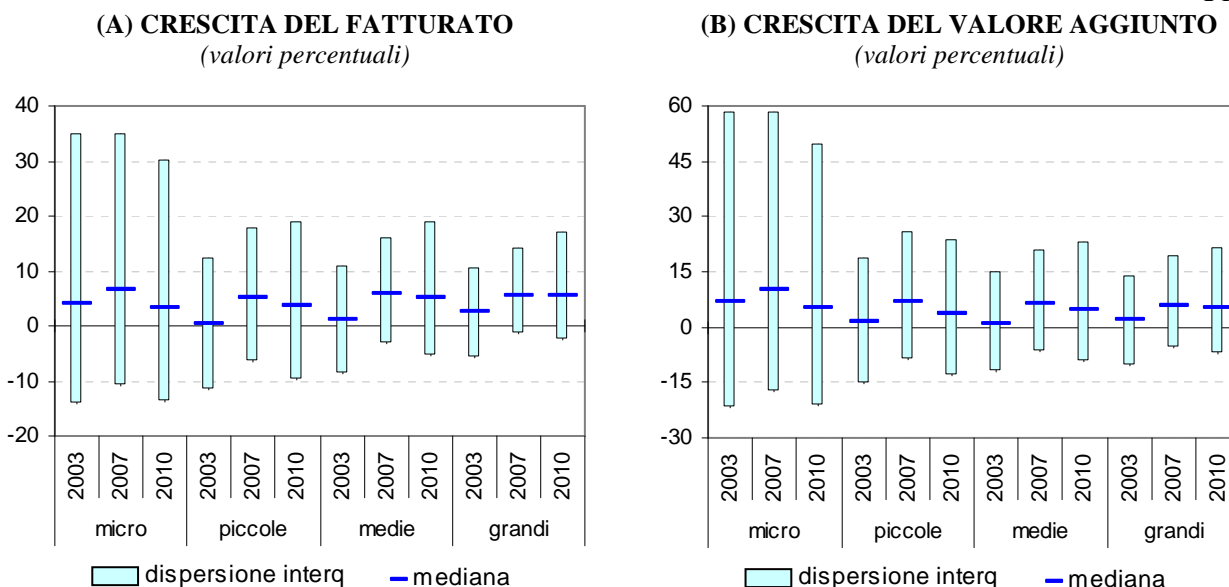 (A) CRESCITA DEL FATTURATO
(valori percentuali)
40
30
20
10
0
-10
-20
2003 2007 2010 2003 2007 2010 2003 2007 2010 2003 2007 2010
micro piccole medie grandi
dispersione interq mediana
(B) CRESCITA DEL VALORE AGGIUNTO
(valori percentuali)
60
45
30
15
0
-15
-30
2003 2007 2010 2003 2007 2010 2003 2007 2010 2003 2007 2010
micro piccole medie grandi
dispersione interq mediana